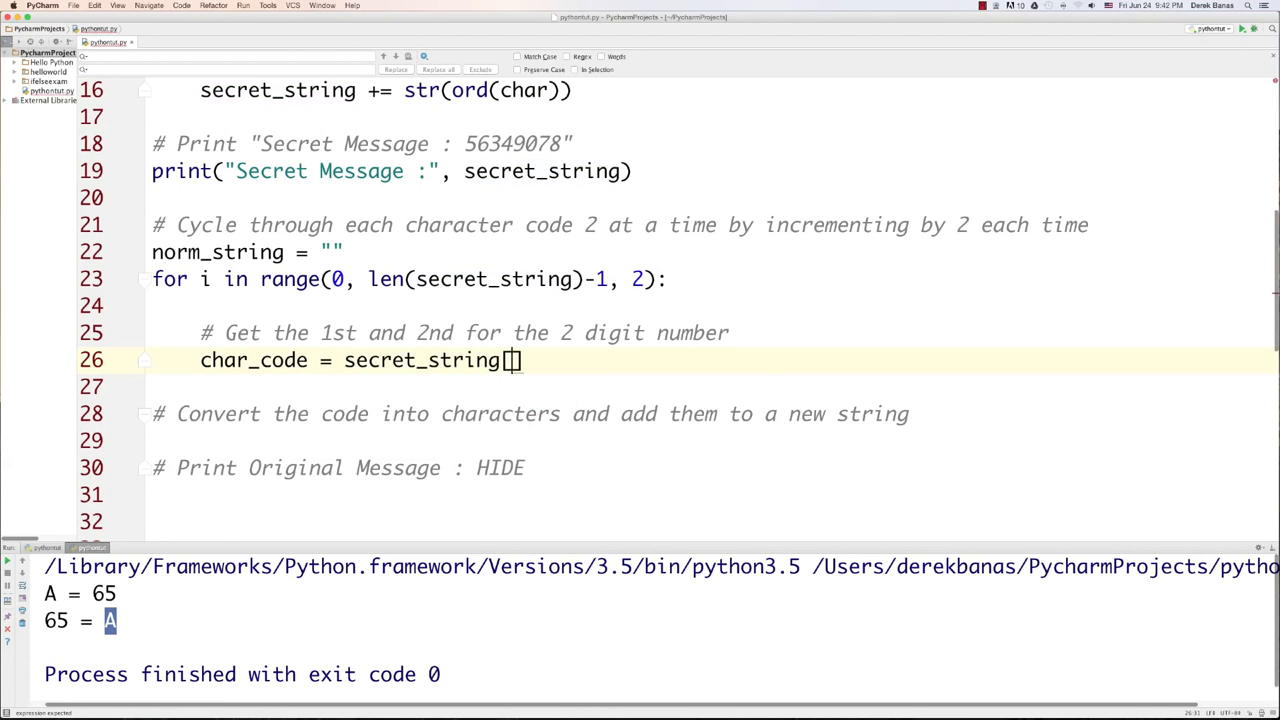 PyCharm File Edit View Navigate Code Refactor Run Tools VCS Window Help
10 Fri Jun 24 9:42 PM Derek Banas
pythontut.py - PycharmProjects - [~/PycharmProjects]
PycharmProjects pythontut.py
pythontut
pythontut.py ×
PycharmProject
Hello Python
helloworld
ifelseexam
pythontut.py
External Librarie
Match Case Regex Words
Replace Replace all Exclude Preserve Case In Selection
16 secret_string += str(ord(char))
17
18 # Print "Secret Message : 56349078"
19 print("Secret Message :", secret_string)
20
21 # Cycle through each character code 2 at a time by incrementing by 2 each time
22 norm_string = ""
23 for i in range(0, len(secret_string)-1, 2):
24
25 # Get the 1st and 2nd for the 2 digit number
26 char_code = secret_string[]
27
28 # Convert the code into characters and add them to a new string
29
30 # Print Original Message : HIDE
31
32
Run: pythontut pythontut
/Library/Frameworks/Python.framework/Versions/3.5/bin/python3.5 /Users/derekbanas/PycharmProjects/pytho
A = 65
65 = A
Process finished with exit code 0
expression expected
26:31 LF÷ UTF-8÷